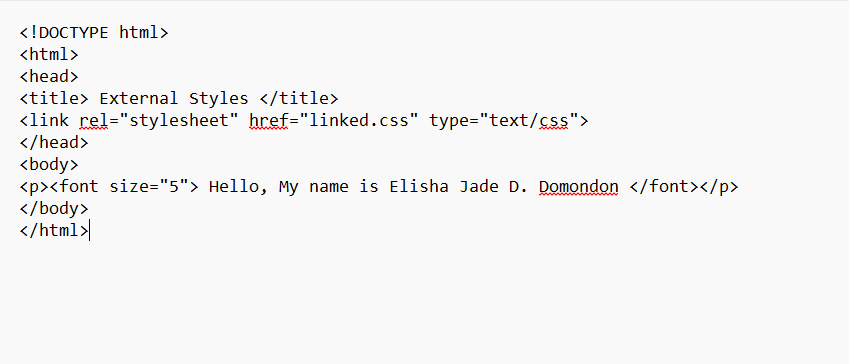 <!DOCTYPE html>
<html>
<head>
<title> External Styles </title>
<link rel="stylesheet" href="linked.css" type="text/css">
</head>
<body>
<p><font size="5"> Hello, My name is Elisha Jade D. Domondon </font></p>
</body>
</html>